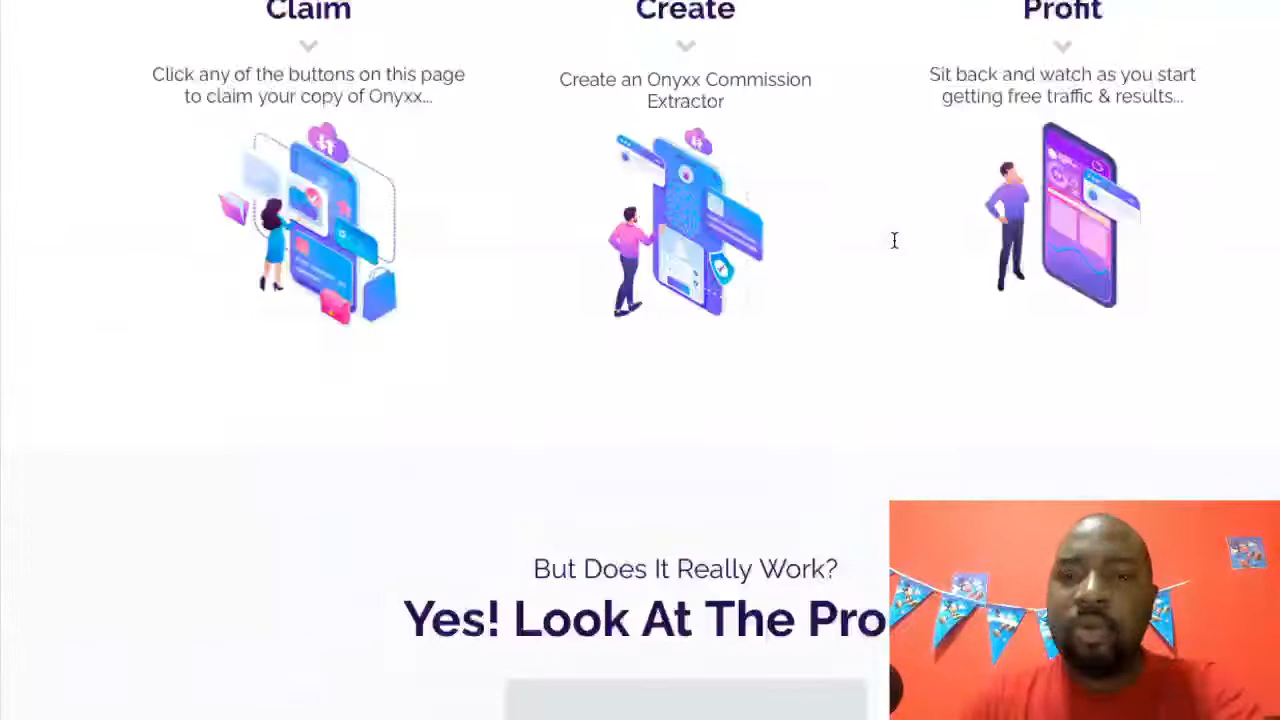 Claim
Create
Profit
Click any of the buttons on this page
to claim your copy of Onyxx...
Create an Onyxx Commission
Extractor
Sit back and watch as you start
getting free traffic & results...
But Does It Really Work?
Yes! Look At The Pro